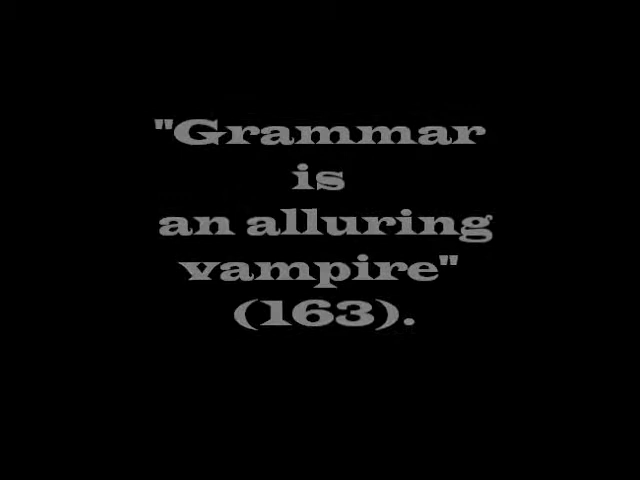 "Grammar
is
an alluring
vampire"
(163).